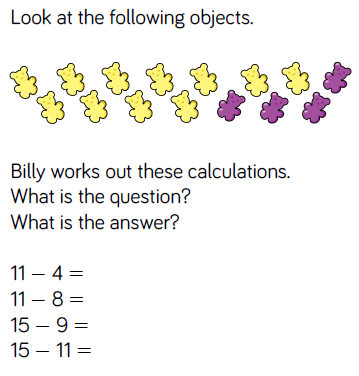 Look at the following objects.
Billy works out these calculations.
What is the question?
What is the answer?
11 – 4 =
11 – 8 =
15 – 9 =
15 – 11 =